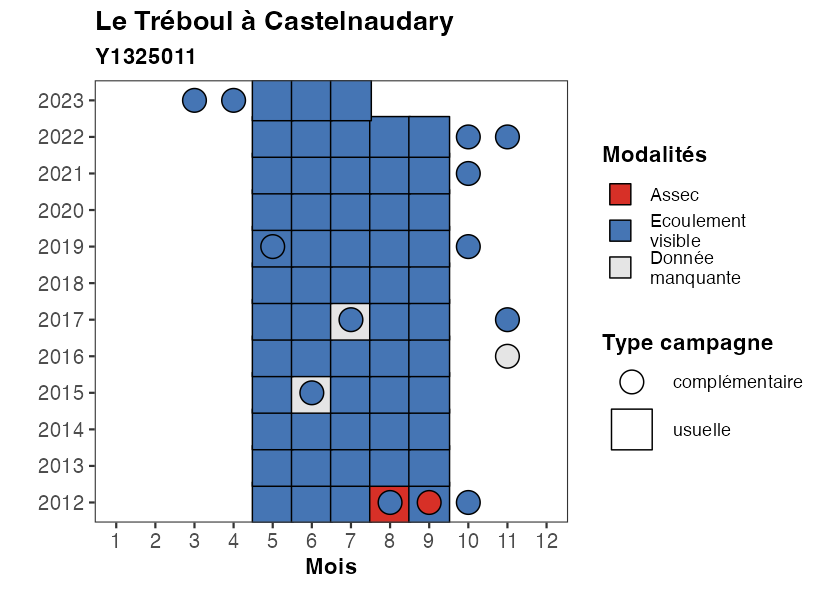 Le Tréboul à Castelnaudary
Y1325011
2023
2022
2021
2020
2019
2018
2017
2016
2015
2014
2013
2012
1 2 3 4 5 6 7 8 9 10 11 12
Mois
Modalités
Assec
Ecoulement
visible
Donnée
manquante
Type campagne
complémentaire
usuelle